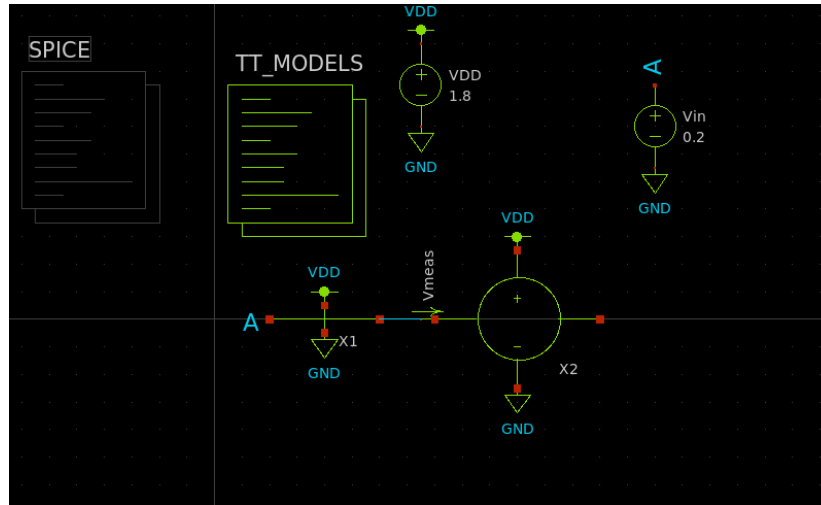 SPICE
TT_MODELS
VDD
VDD
1.8
GND
A
Vin
0.2
GND
VDD
A
X1
GND
Vmeas
VDD
X2
GND